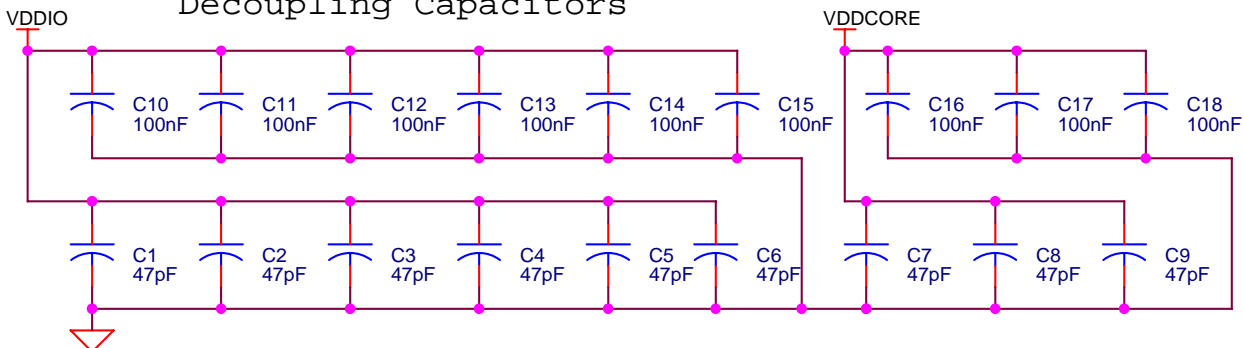 Decoupling Capacitors
VDDIO
VDDCORE
C10
100nF
C11
100nF
C12
100nF
C13
100nF
C14
100nF
C15
100nF
C16
100nF
C17
100nF
C18
100nF
C1
47pF
C2
47pF
C3
47pF
C4
47pF
C5
47pF
C6
47pF
C7
47pF
C8
47pF
C9
47pF